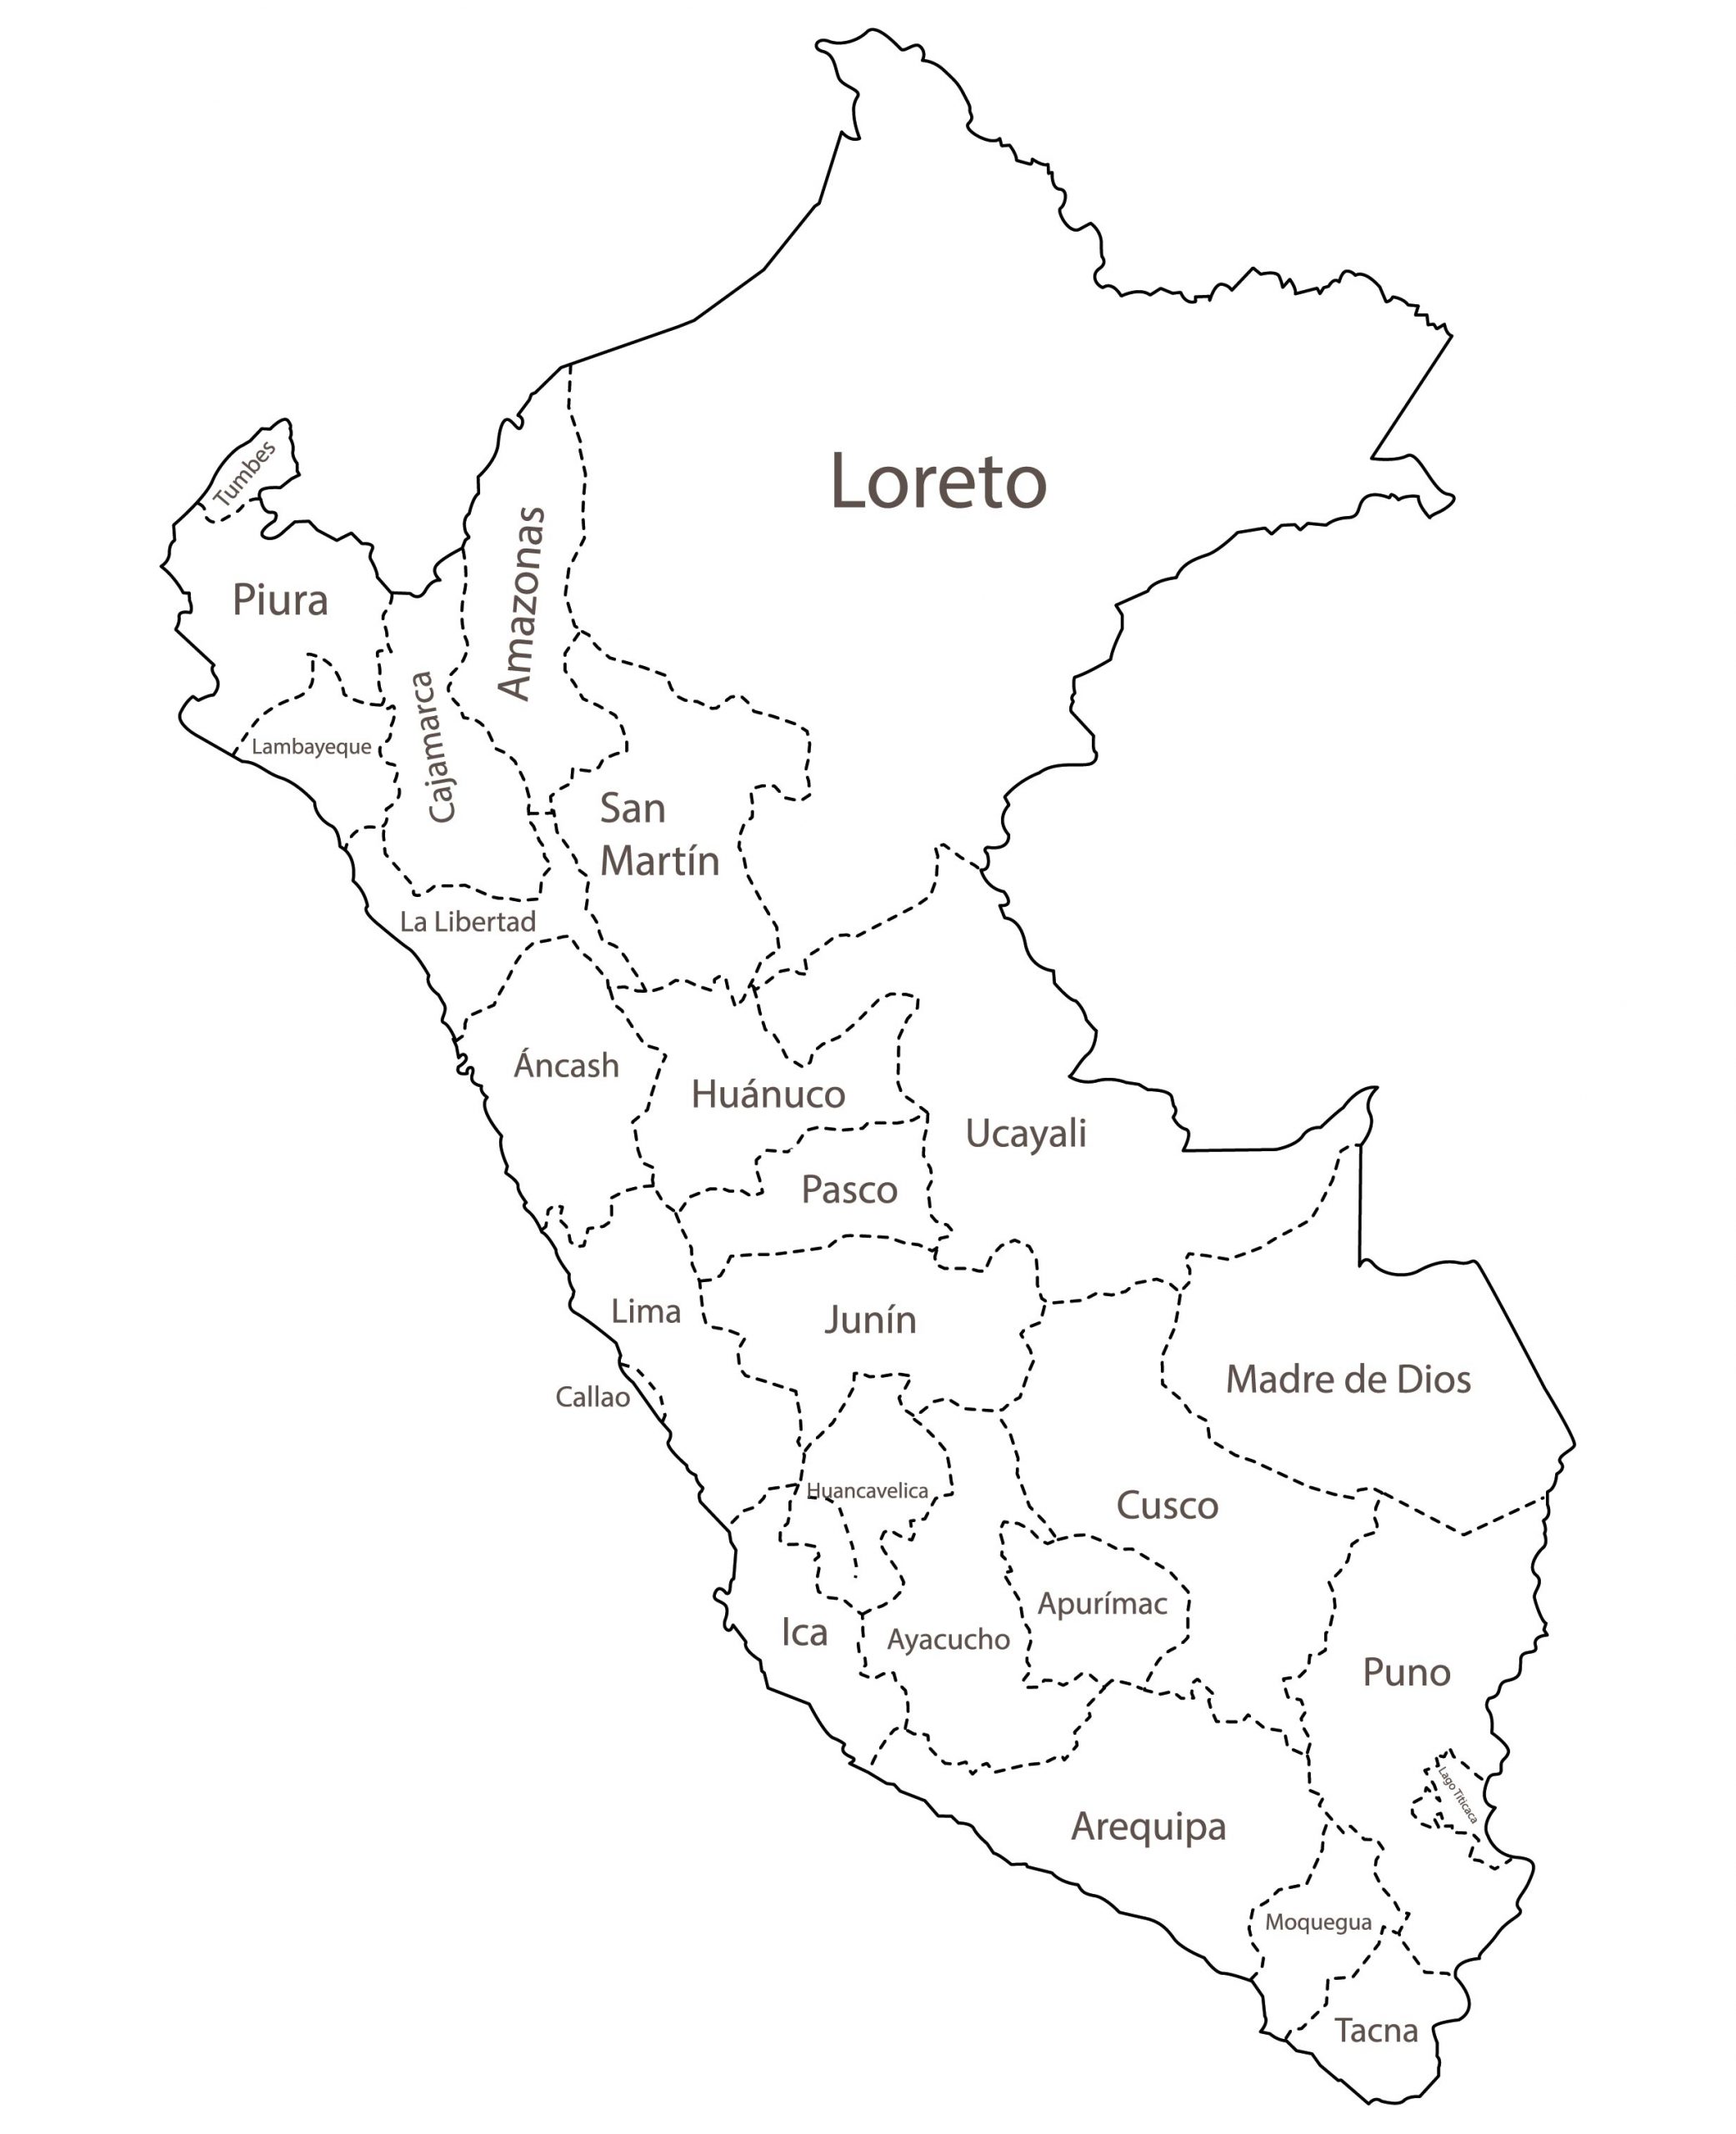 Loreto
Tumbes
Amazonas
Piura
Cajamarca
Lambayeque
San
Martín
La Libertad
Áncash
Huánuco
Ucayali
Pasco
Lima
Junín
Madre de Dios
Callao
Huancavelica
Cusco
Apurímac
Ica
Ayacucho
Puno
Lago Titicaca
Arequipa
Moquegua
Tacna